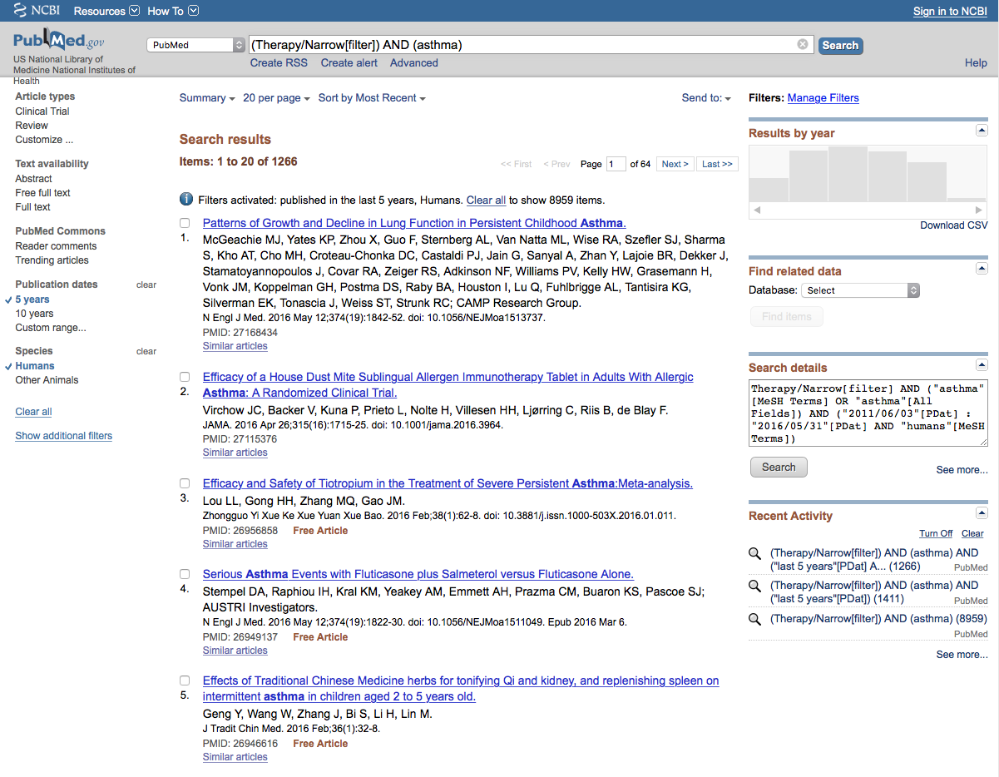 NCBI Resources How To Sign in to NCBI
PubMed.gov
US National Library of
Medicine National Institutes of
Health
PubMed
(Therapy/Narrow[filter]) AND (asthma)
Search
Create RSS Create alert Advanced
Help
Article types
Clinical Trial
Review
Customize ...
Text availability
Abstract
Free full text
Full text
PubMed Commons
Reader comments
Trending articles
Publication dates clear
5 years
10 years
Custom range...
Species clear
Humans
Other Animals
Clear all
Show additional filters
Summary 20 per page Sort by Most Recent Send to:
Search results
Items: 1 to 20 of 1266
<< First < Prev Page 1 of 64 Next > Last >>
Filters activated: published in the last 5 years, Humans. Clear all to show 8959 items.
Patterns of Growth and Decline in Lung Function in Persistent Childhood Asthma.
1. McGeachie MJ, Yates KP, Zhou X, Guo F, Sternberg AL, Van Natta ML, Wise RA, Szefler SJ, Sharma
S, Kho AT, Cho MH, Croteau-Chonka DC, Castaldi PJ, Jain G, Sanyal A, Zhan Y, Lajoie BR, Dekker J,
Stamatoyannopoulos J, Covar RA, Zeiger RS, Adkinson NF, Williams PV, Kelly HW, Grasemann H,
Vonk JM, Koppelman GH, Postma DS, Raby BA, Houston I, Lu Q, Fuhlbrigge AL, Tantisira KG,
Silverman EK, Tonascia J, Weiss ST, Strunk RC; CAMP Research Group.
N Engl J Med. 2016 May 12;374(19):1842-52. doi: 10.1056/NEJMoa1513737.
PMID: 27168434
Similar articles
Efficacy of a House Dust Mite Sublingual Allergen Immunotherapy Tablet in Adults With Allergic
2. Asthma: A Randomized Clinical Trial.
Virchow JC, Backer V, Kuna P, Prieto L, Nolte H, Villesen HH, Ljørring C, Riis B, de Blay F.
JAMA. 2016 Apr 26;315(16):1715-25. doi: 10.1001/jama.2016.3964.
PMID: 27115376
Similar articles
Efficacy and Safety of Tiotropium in the Treatment of Severe Persistent Asthma:Meta-analysis.
3. Lou LL, Gong HH, Zhang MQ, Gao JM.
Zhongguo Yi Xue Ke Xue Yuan Xue Bao. 2016 Feb;38(1):62-8. doi: 10.3881/j.issn.1000-503X.2016.01.011.
PMID: 26956858 Free Article
Similar articles
Serious Asthma Events with Fluticasone plus Salmeterol versus Fluticasone Alone.
4. Stempel DA, Raphiou IH, Kral KM, Yeakey AM, Emmett AH, Prazma CM, Buaron KS, Pascoe SJ;
AUSTRI Investigators.
N Engl J Med. 2016 May 12;374(19):1822-30. doi: 10.1056/NEJMoa1511049. Epub 2016 Mar 6.
PMID: 26949137 Free Article
Similar articles
Effects of Traditional Chinese Medicine herbs for tonifying Qi and kidney, and replenishing spleen on
5. intermittent asthma in children aged 2 to 5 years old.
Geng Y, Wang W, Zhang J, Bi S, Li H, Lin M.
J Tradit Chin Med. 2016 Feb;36(1):32-8.
PMID: 26946616 Free Article
Similar articles
Filters: Manage Filters
Results by year
Download CSV
Find related data
Database: Select
Find items
Search details
Therapy/Narrow[filter] AND ("asthma"
[MeSH Terms] OR "asthma"[All
Fields]) AND ("2011/06/03"[PDat] :
"2016/05/31"[PDat] AND "humans"[MeSH
Terms])
Search See more...
Recent Activity
Turn Off Clear
(Therapy/Narrow[filter]) AND (asthma) AND
("last 5 years"[PDat] A... (1266) PubMed
(Therapy/Narrow[filter]) AND (asthma) AND
("last 5 years"[PDat]) (1411) PubMed
(Therapy/Narrow[filter]) AND (asthma) (8959)
PubMed
See more...